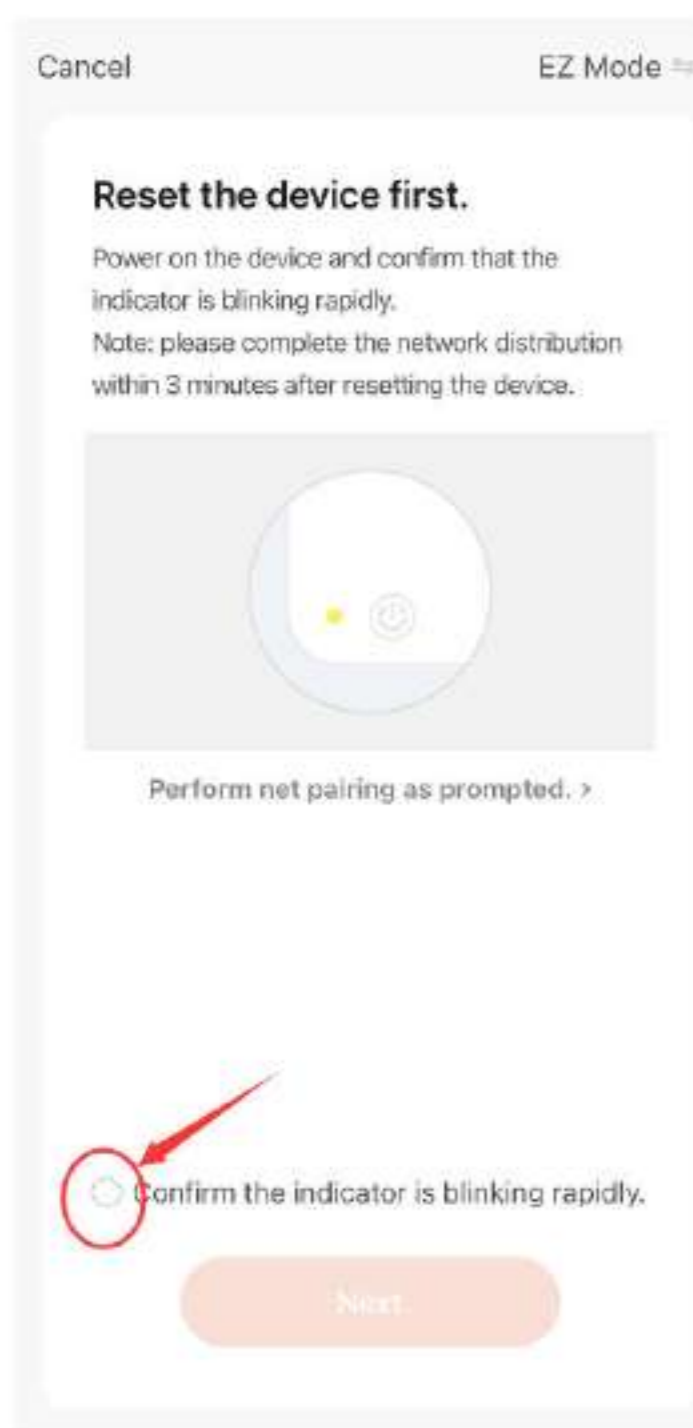 Cancel
EZ Mode
Reset the device first.
Power on the device and confirm that the
indicator is blinking rapidly.
Note: please complete the network distribution
within 3 minutes after resetting the device.
Perform net pairing as prompted. >
Confirm the indicator is blinking rapidly.
Next